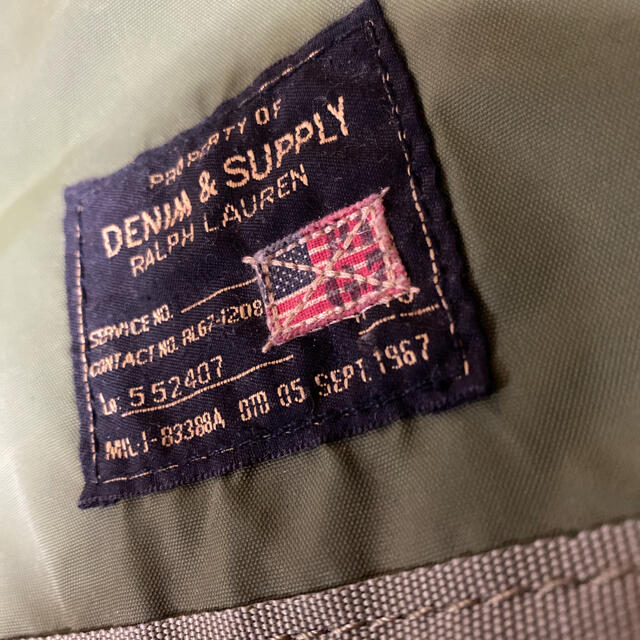 PROPERTY OF
DENIM & SUPPLY
RALPH LAUREN
SERVICE NO.
CONTACT NO. RL67-1208
552407
MIL-I-83388A DTD 05 SEPT. 1967